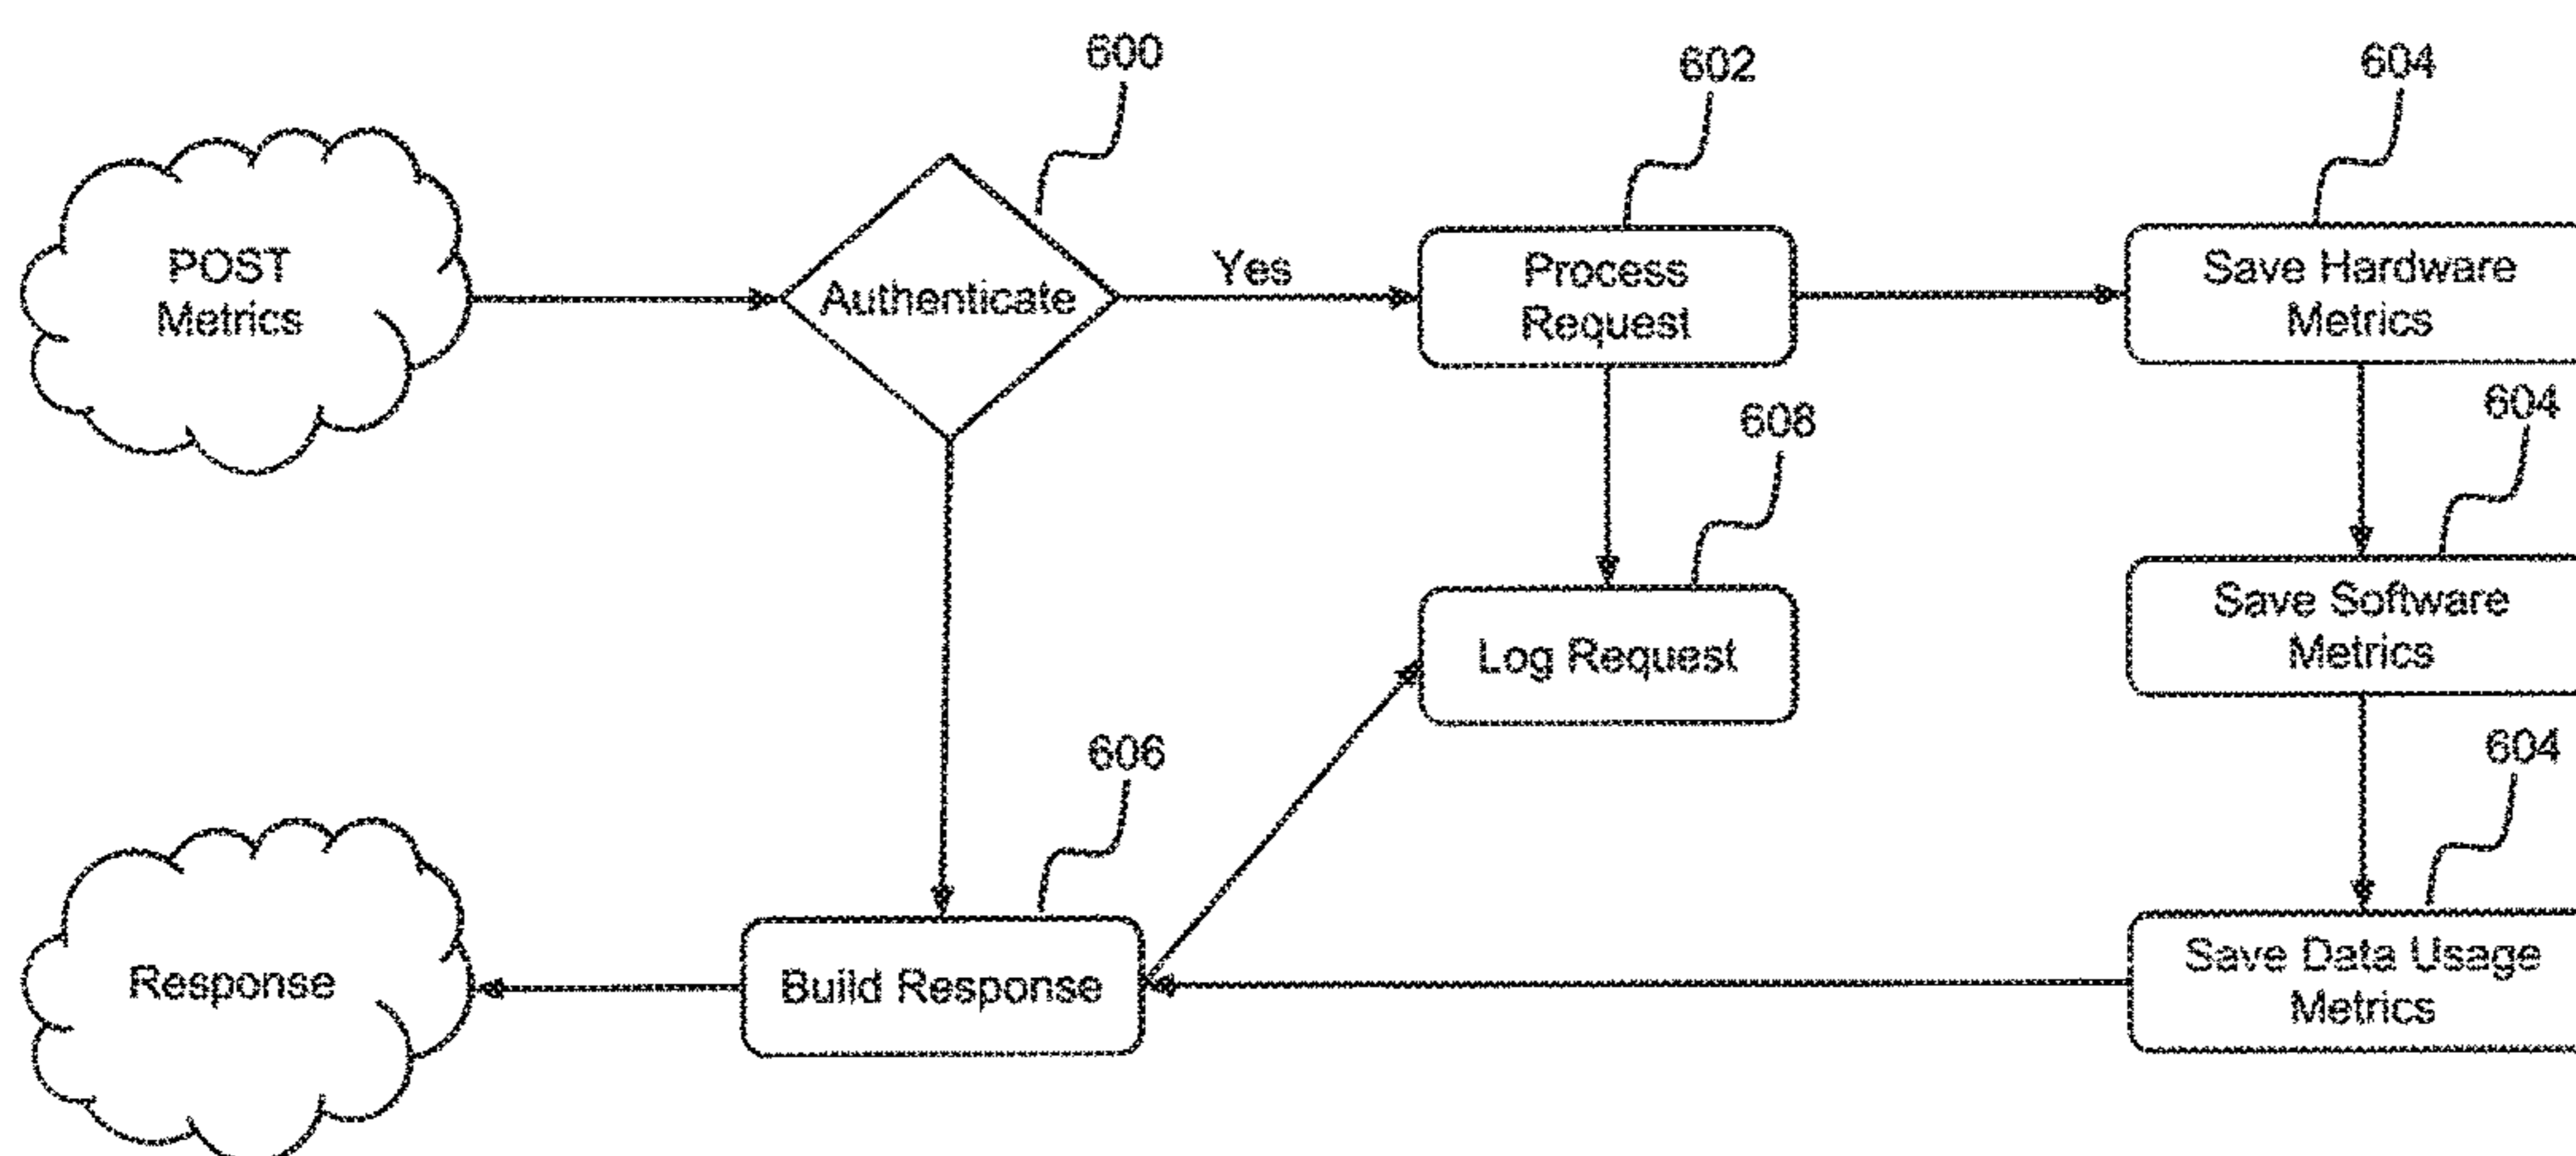 600
602
604
POST
Metrics
Authenticate
Yes
Process
Request
Save Hardware
Metrics
608
604
Log Request
Save Software
Metrics
606
604
Response
Build Response
Save Data Usage
Metrics